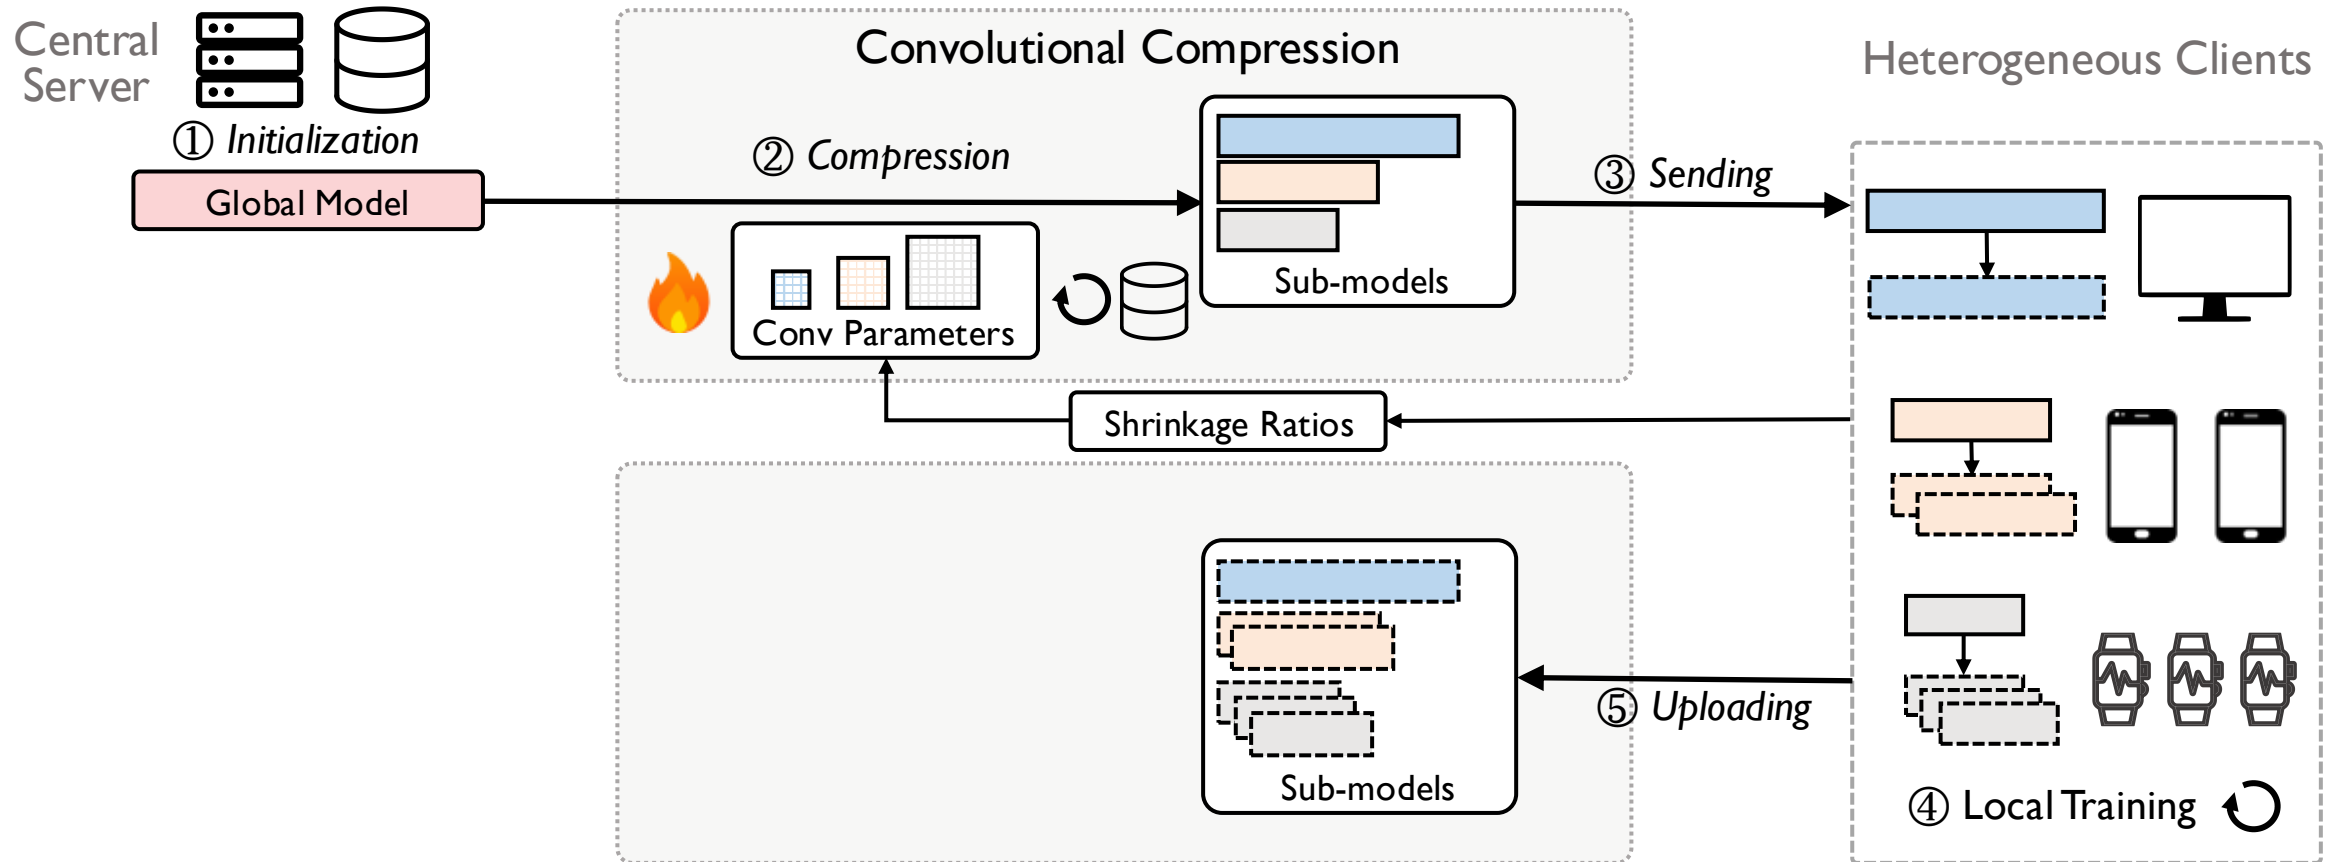 Central
Server
① Initialization
Global Model
Convolutional Compression
② Compression
Sub-models
Conv Parameters
③ Sending
Heterogeneous Clients
Shrinkage Ratios
Sub-models
⑤ Uploading
④ Local Training